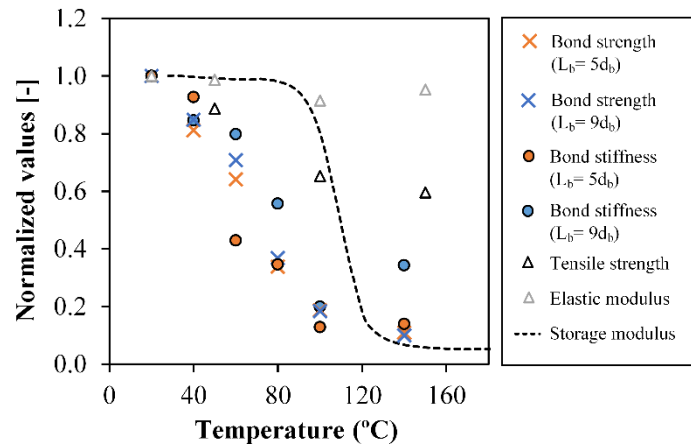 1.2
1.0
0.8
0.6
0.4
0.2
0.0
Normalized values [-]
0
40
80
120
160
Temperature (ºC)
Bond strength
(Lb= 5db)
Bond strength
(Lb= 9db)
Bond stiffness
(Lb= 5db)
Bond stiffness
(Lb= 9db)
Tensile strength
Elastic modulus
Storage modulus